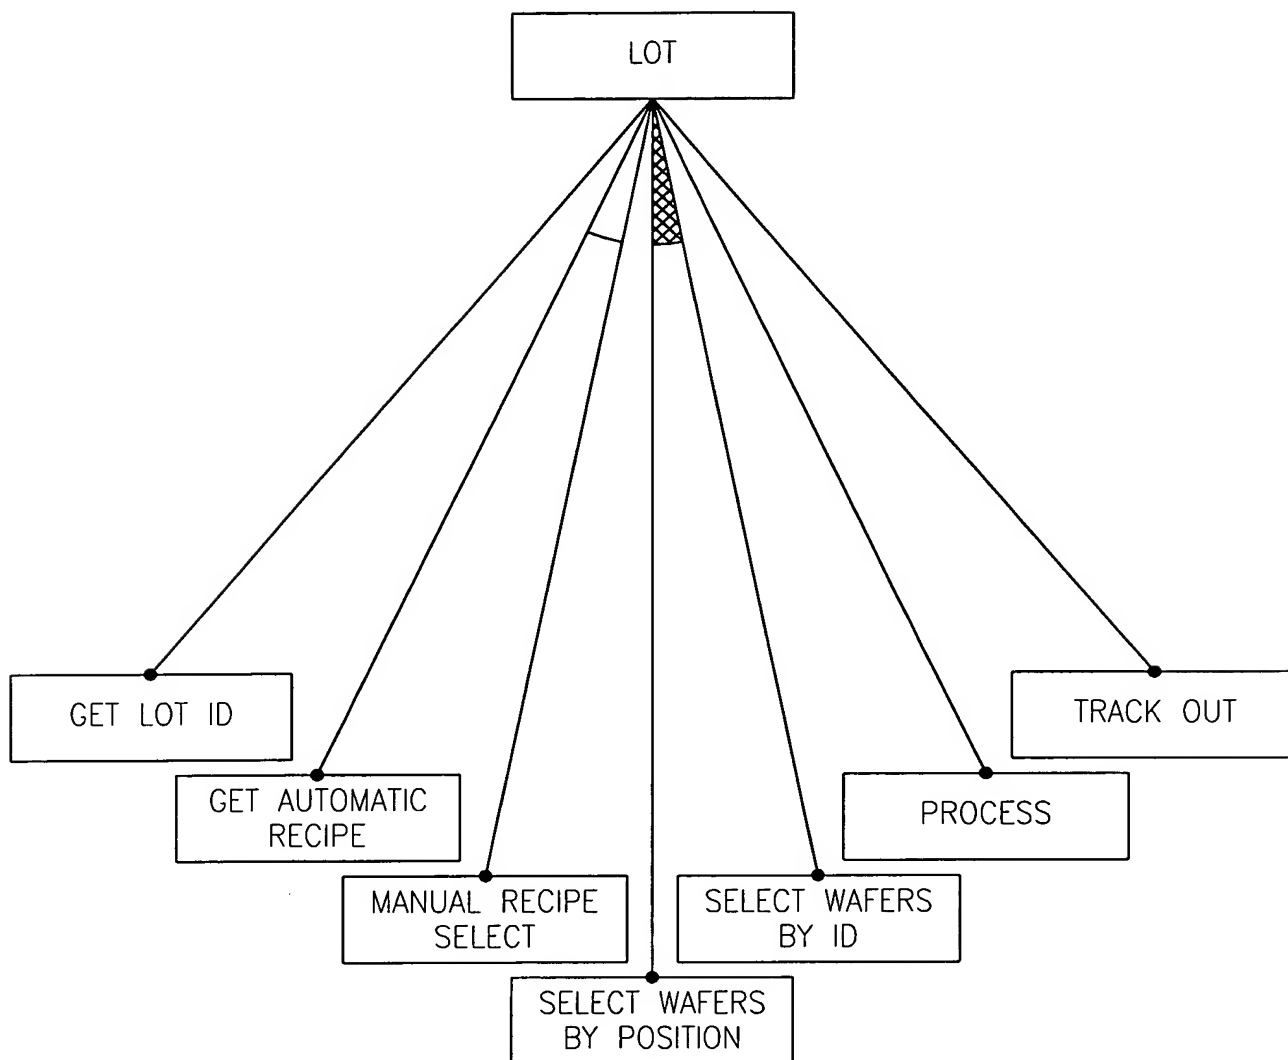 LOT
GET LOT ID
GET AUTOMATIC
RECIPE
MANUAL RECIPE
SELECT
SELECT WAFERS
BY POSITION
SELECT WAFERS
BY ID
PROCESS
TRACK OUT